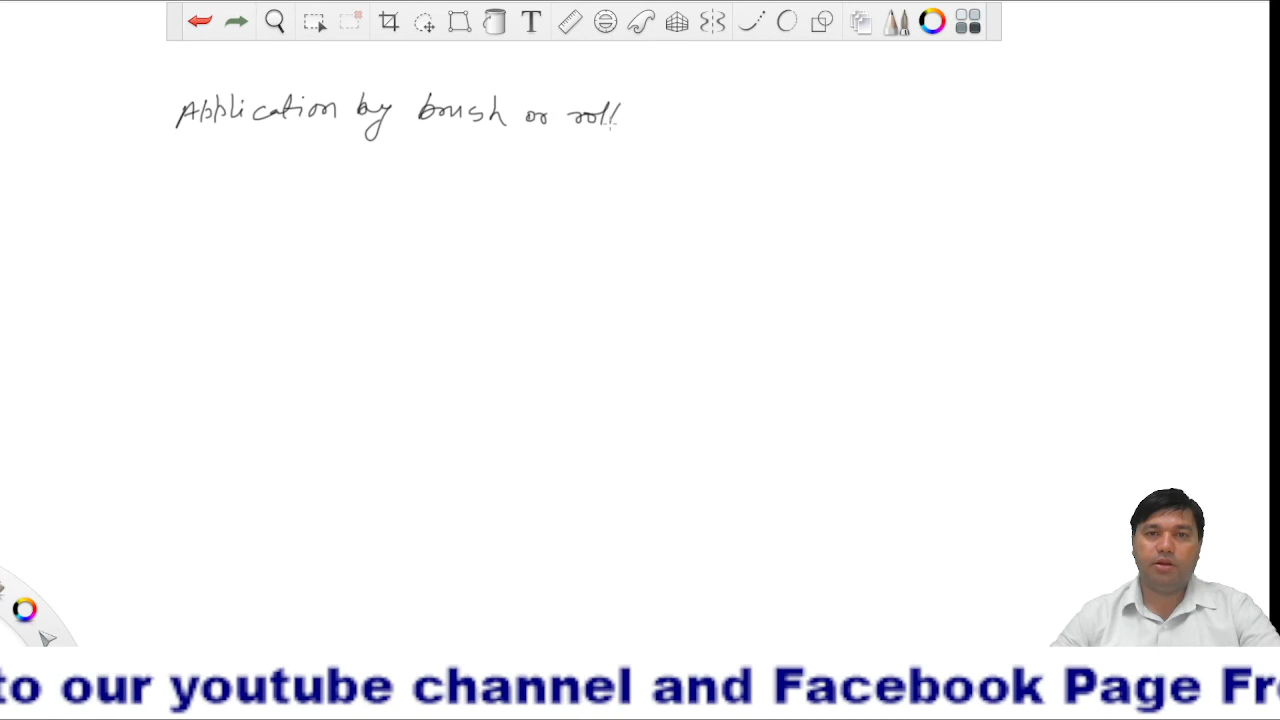 Application by brush or roll
to our youtube channel and Facebook Page Fr